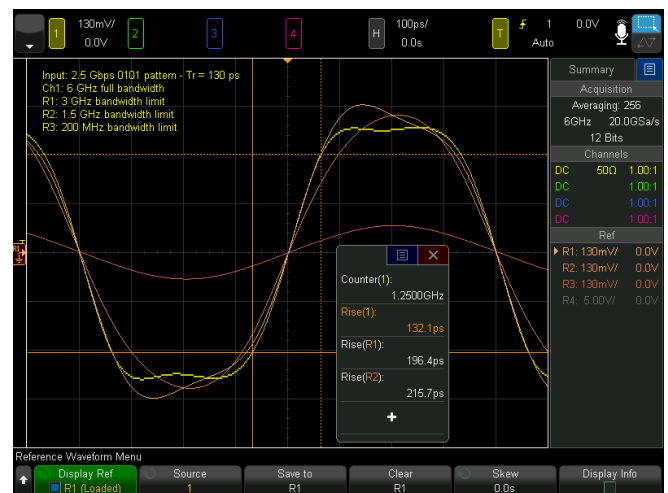 1 130mV/ 0.0V 2 3 4 H 100ps/ 0.0s T 1 0.0V Auto
Input: 2.5 Gbps 0101 pattern - Tr = 130 ps
Ch1: 6 GHz full bandwidth
R1: 3 GHz bandwidth limit
R2: 1.5 GHz bandwidth limit
R3: 200 MHz bandwidth limit
R1
Summary
Acquisition
Averaging: 256
6GHz 20.0GSa/s
12 Bits
Channels
DC 50Ω 1.00:1
DC 1.00:1
DC 1.00:1
DC 1.00:1
Ref
R1: 130mV/ 0.0V
R2: 130mV/ 0.0V
R3: 130mV/ 0.0V
R4: 5.00V/ 0.0V
Counter(1):
1.2500GHz
Rise(1):
132.1ps
Rise(R1):
196.4ps
Rise(R2):
215.7ps
Reference Waveform Menu
Display Ref
R1 (Loaded)
Source
1
Save to
R1
Clear
R1
Skew
0.0s
Display Info